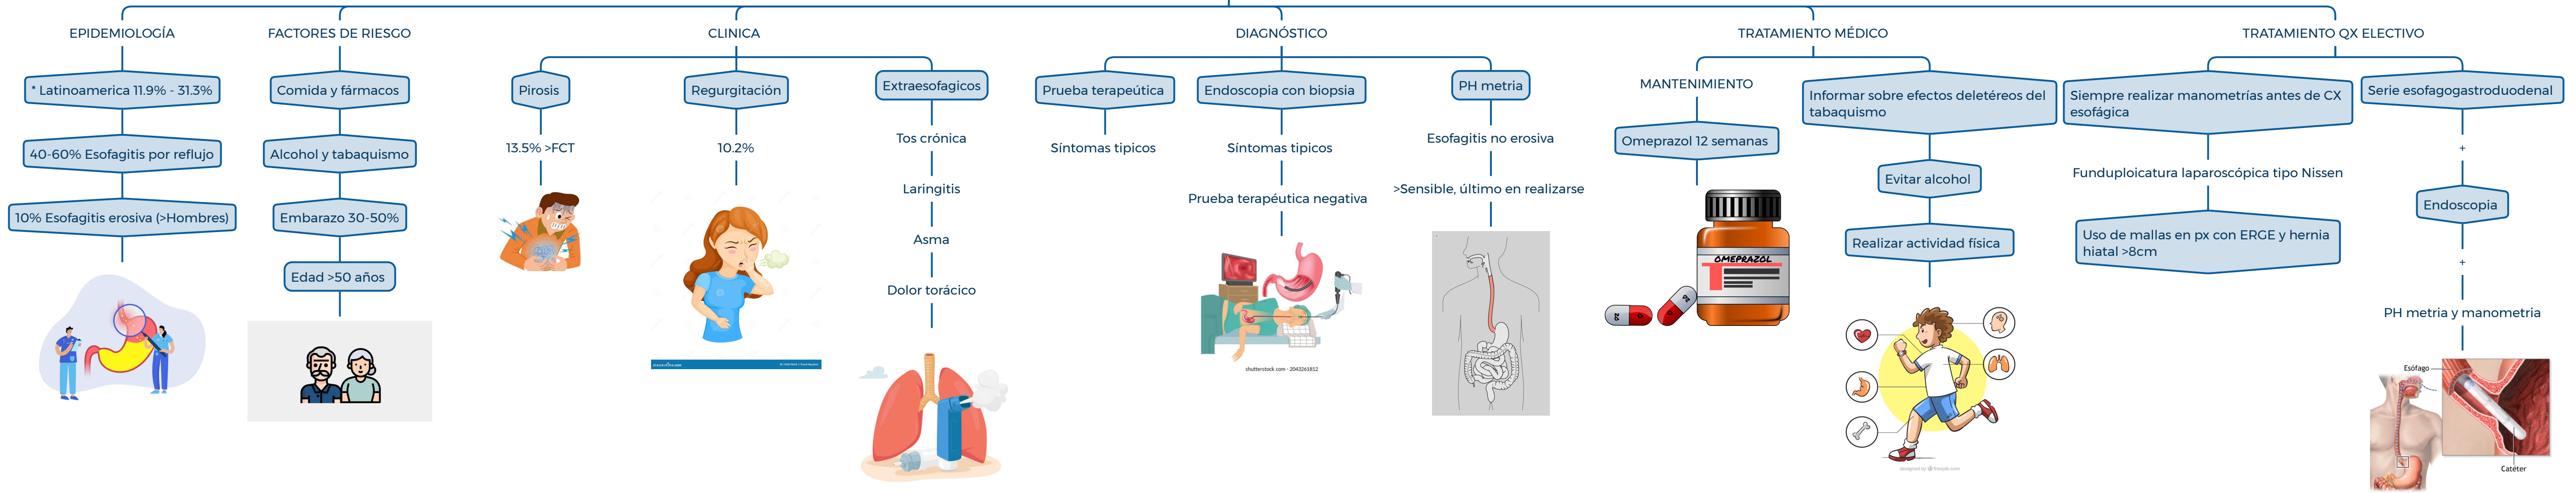 EPIDEMIOLOGÍA
* Latinoamerica 11.9% - 31.3%
40-60% Esofagitis por reflujo
10% Esofagitis erosiva (>Hombres)
FACTORES DE RIESGO
Comida y fármacos
Alcohol y tabaquismo
Embarazo 30-50%
Edad >50 años
CLINICA
Pirosis
13.5% >FCT
Regurgitación
10.2%
Extraesofagicos
Tos crónica
Laringitis
Asma
Dolor torácico
DIAGNÓSTICO
Prueba terapeútica
Síntomas tipicos
Endoscopia con biopsia
Síntomas tipicos
Prueba terapéutica negativa
shutterstock.com · 2043261812
PH metria
Esofagitis no erosiva
>Sensible, último en realizarse
TRATAMIENTO MÉDICO
MANTENIMIENTO
Omeprazol 12 semanas
OMEPRAZOL
Informar sobre efectos deletéreos del
tabaquismo
Evitar alcohol
Realizar actividad física
designed by freepik.com
TRATAMIENTO QX ELECTIVO
Siempre realizar manometrías antes de CX
esofágica
Funduploicatura laparoscópica tipo Nissen
Uso de mallas en px con ERGE y hernia
hiatal >8cm
Serie esofagogastroduodenal
+
Endoscopia
+
PH metria y manometria
Esófago
Catéter